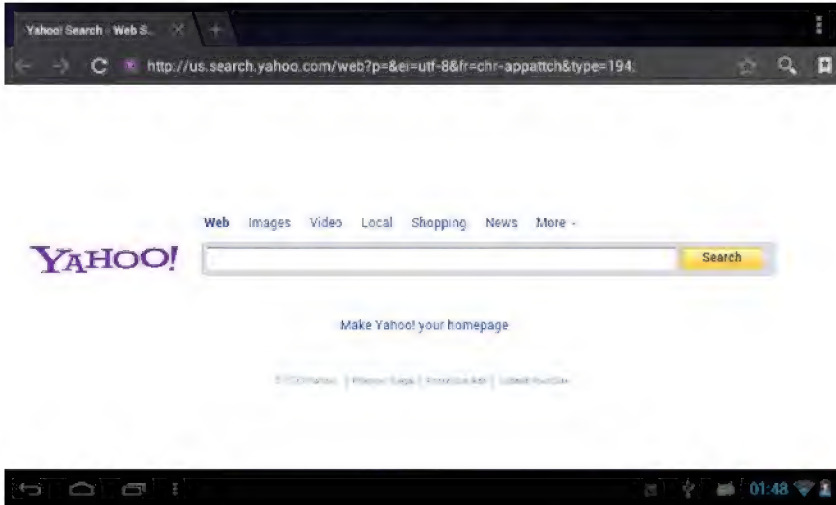 Yahoo! Search - Web S...
http://us.search.yahoo.com/web?p=&ei=utf-8&fr=chr-appattch&type=194
Web Images Video Local Shopping News More
YAHOO!
Search
Make Yahoo! your homepage
01:48